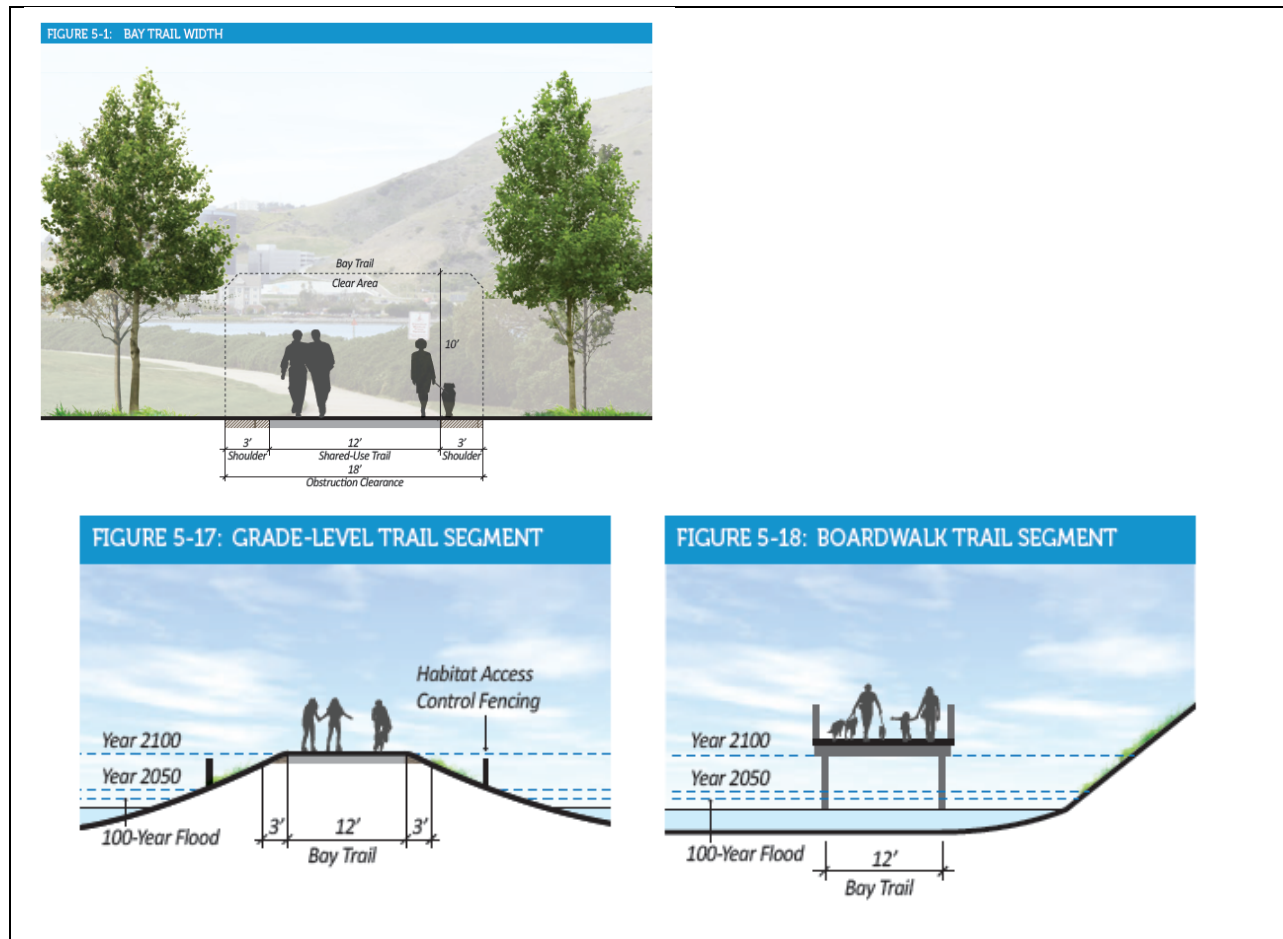 FIGURE 5-1: BAY TRAIL WIDTH
Bay Trail
Clear Area
10'
3' 12' 3'
Shoulder Shared-Use Trail Shoulder
18'
Obstruction Clearance
FIGURE 5-17: GRADE-LEVEL TRAIL SEGMENT
Habitat Access
Control Fencing
Year 2100
Year 2050
100-Year Flood
3' 12' 3'
Bay Trail
FIGURE 5-18: BOARDWALK TRAIL SEGMENT
Year 2100
Year 2050
100-Year Flood
12'
Bay Trail